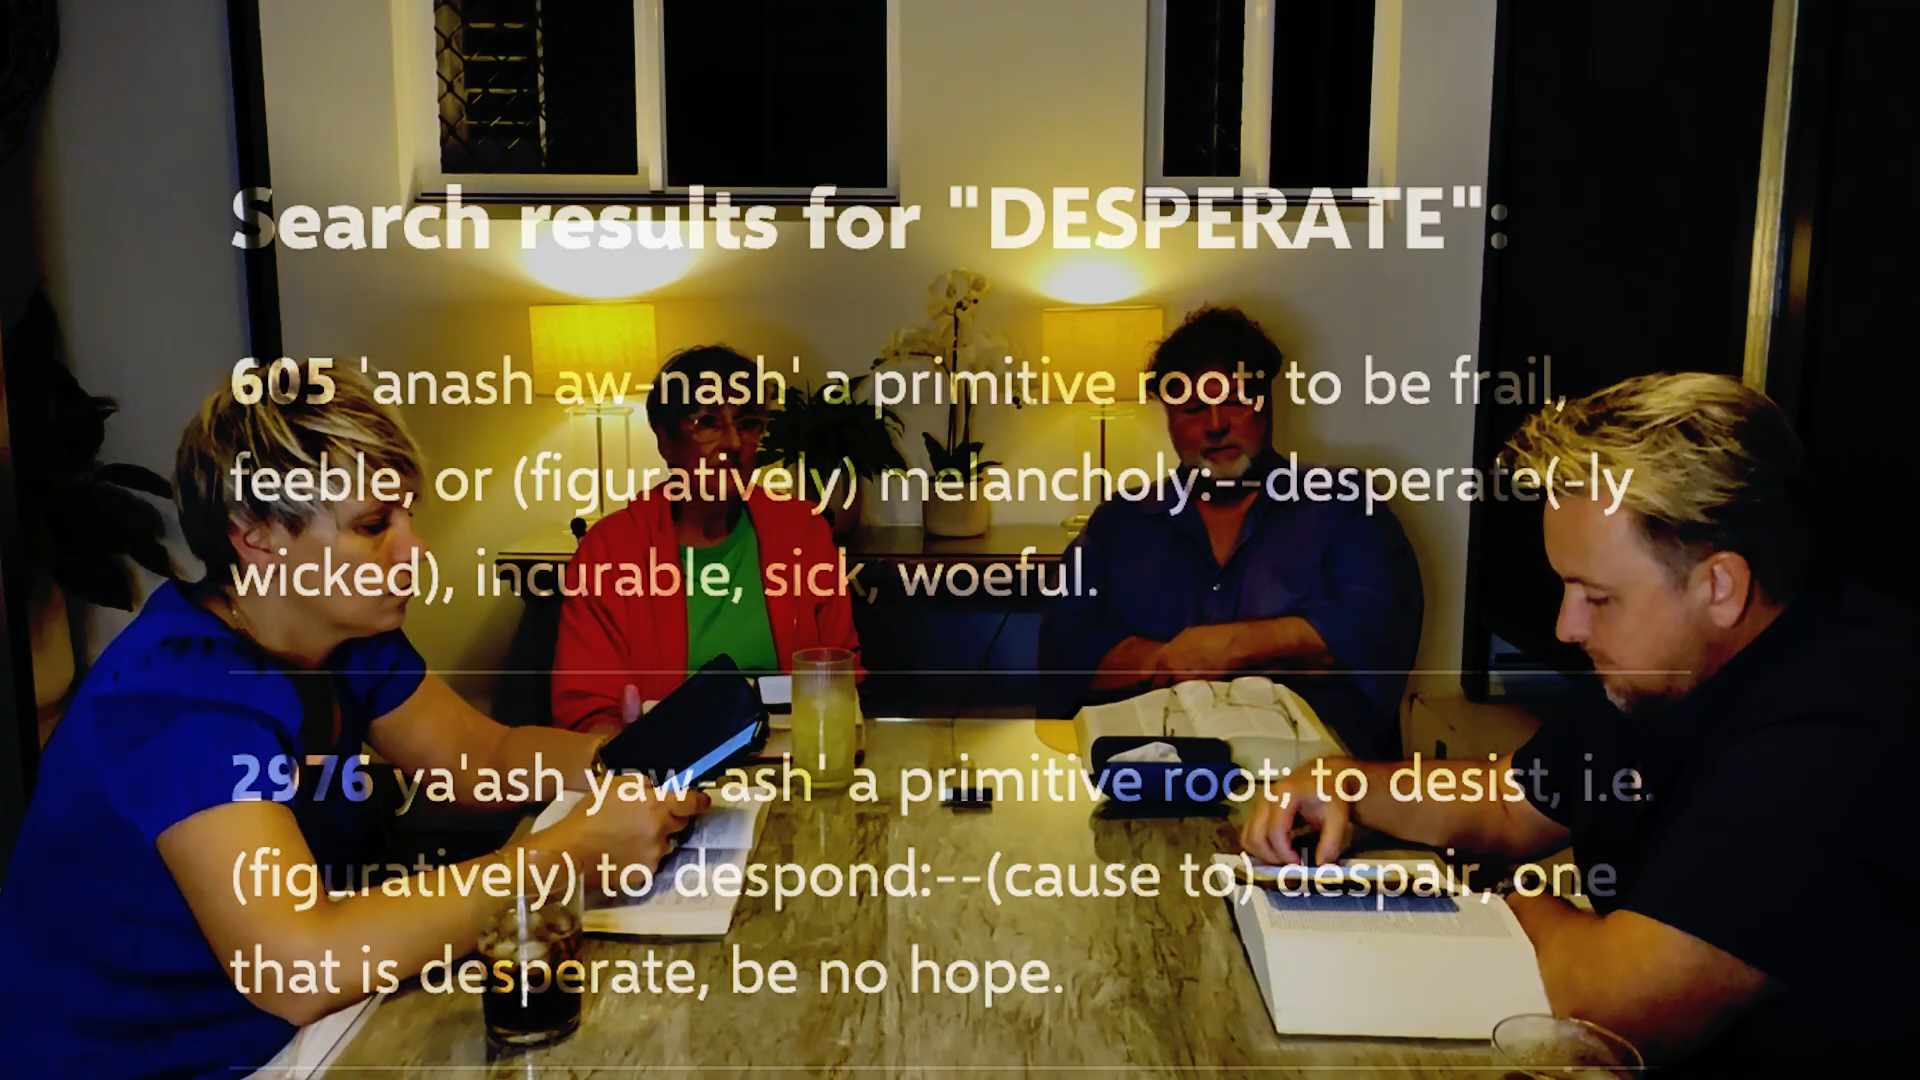 Search results for "DESPERATE":
605 'anash aw-nash' a primitive root; to be frail,
feeble, or (figuratively) melancholy:--desperate(-ly
wicked), incurable, sick, woeful.
2976 ya'ash yaw-ash' a primitive root; to desist, i.e.
(figuratively) to despond:--(cause to) despair, one
that is desperate, be no hope.